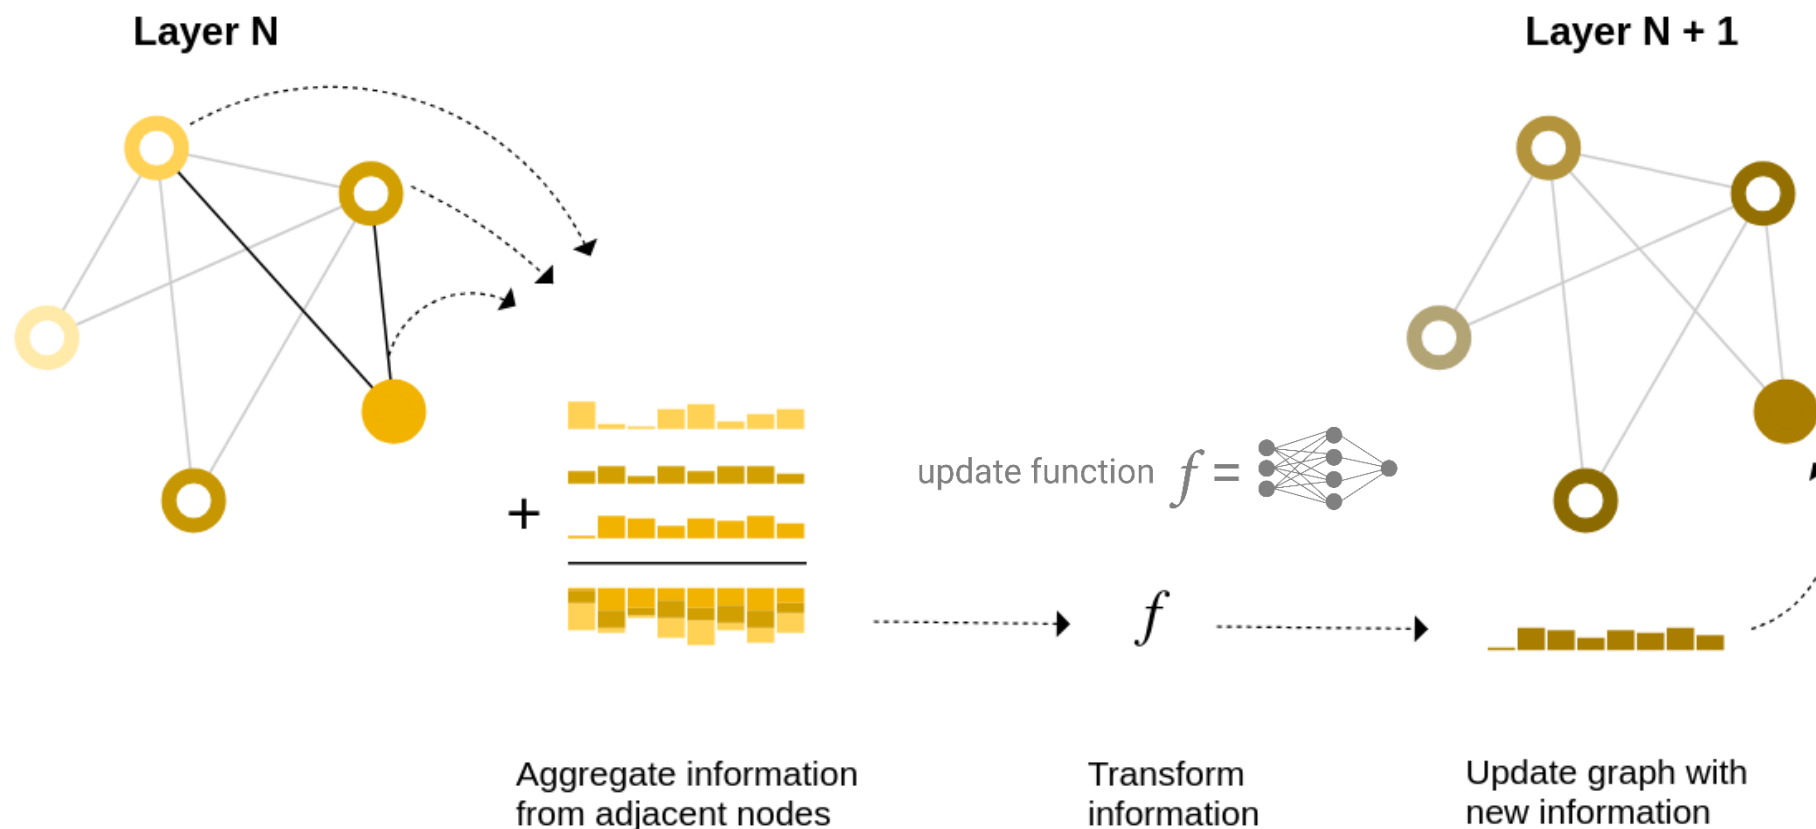 Layer N
Layer N + 1
+
update function f =
f
Aggregate information
from adjacent nodes
Transform
information
Update graph with
new information